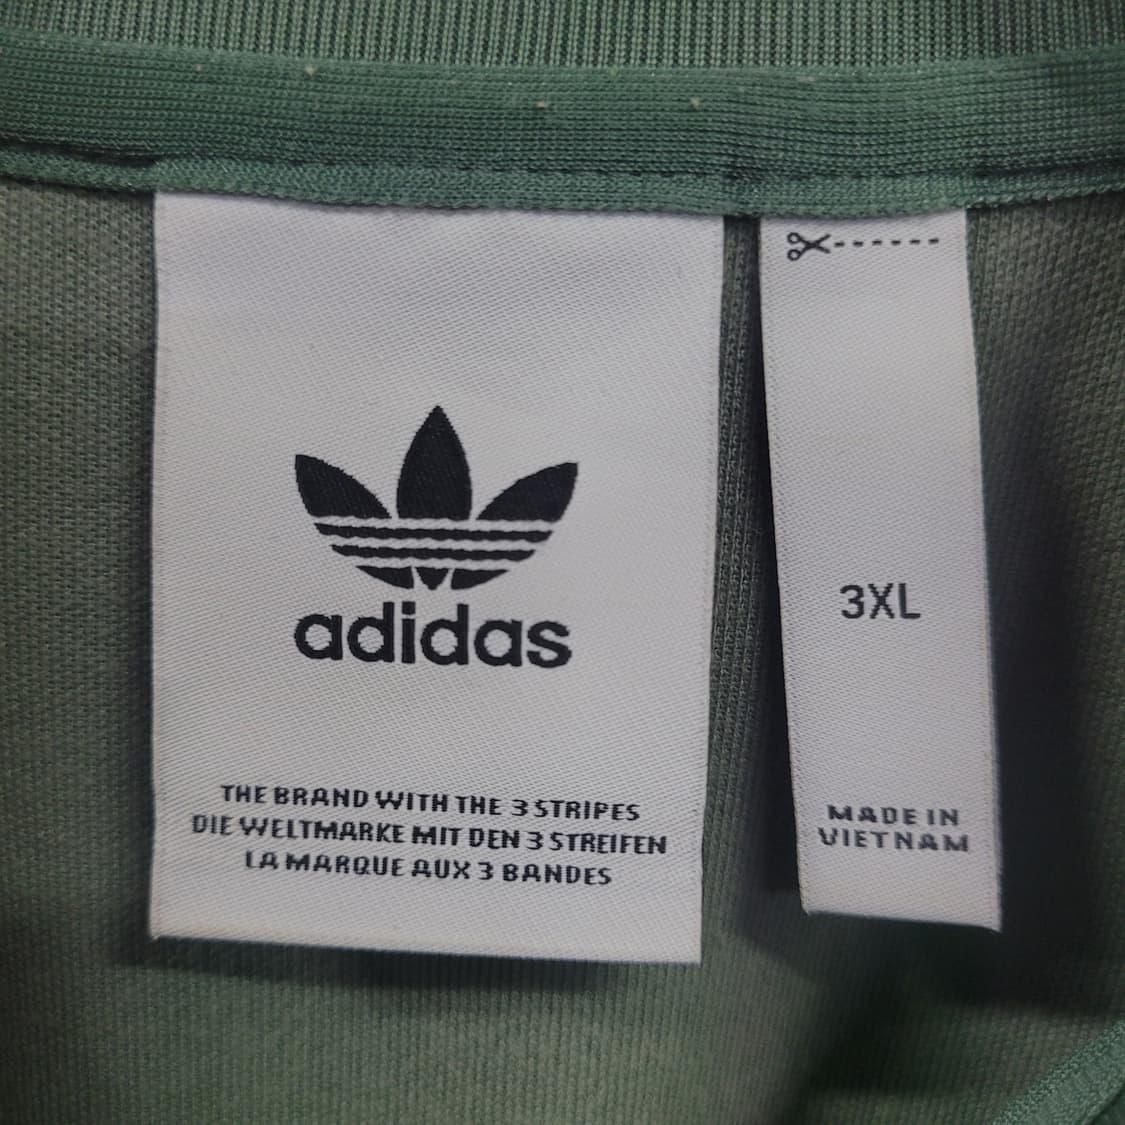 adidas
THE BRAND WITH THE 3 STRIPES
DIE WELTMARKE MIT DEN 3 STREIFEN
LA MARQUE AUX 3 BANDES
3XL
MADE IN
VIETNAM